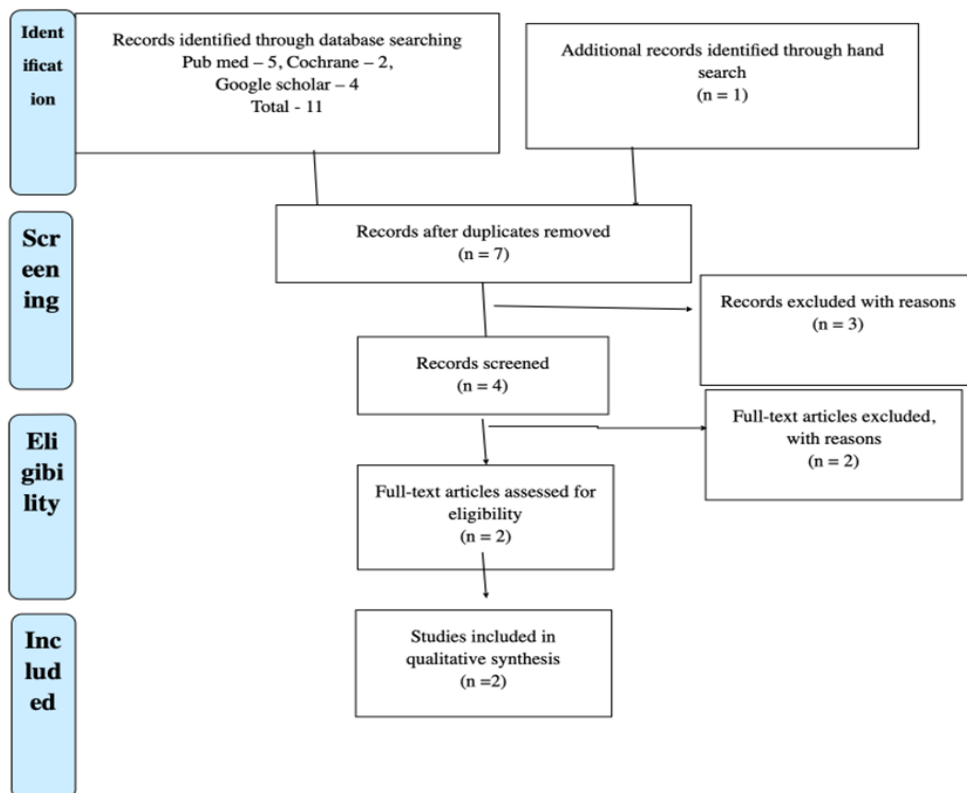 Ident
ificat
ion
Records identified through database searching
Pub med – 5, Cochrane – 2,
Google scholar – 4
Total - 11
Additional records identified through hand
search
(n = 1)
Scr
een
ing
Records after duplicates removed
(n = 7)
Records excluded with reasons
(n = 3)
Records screened
(n = 4)
Eli
gibi
lity
Full-text articles excluded,
with reasons
(n = 2)
Full-text articles assessed for
eligibility
(n = 2)
Inc
lud
ed
Studies included in
qualitative synthesis
(n =2)